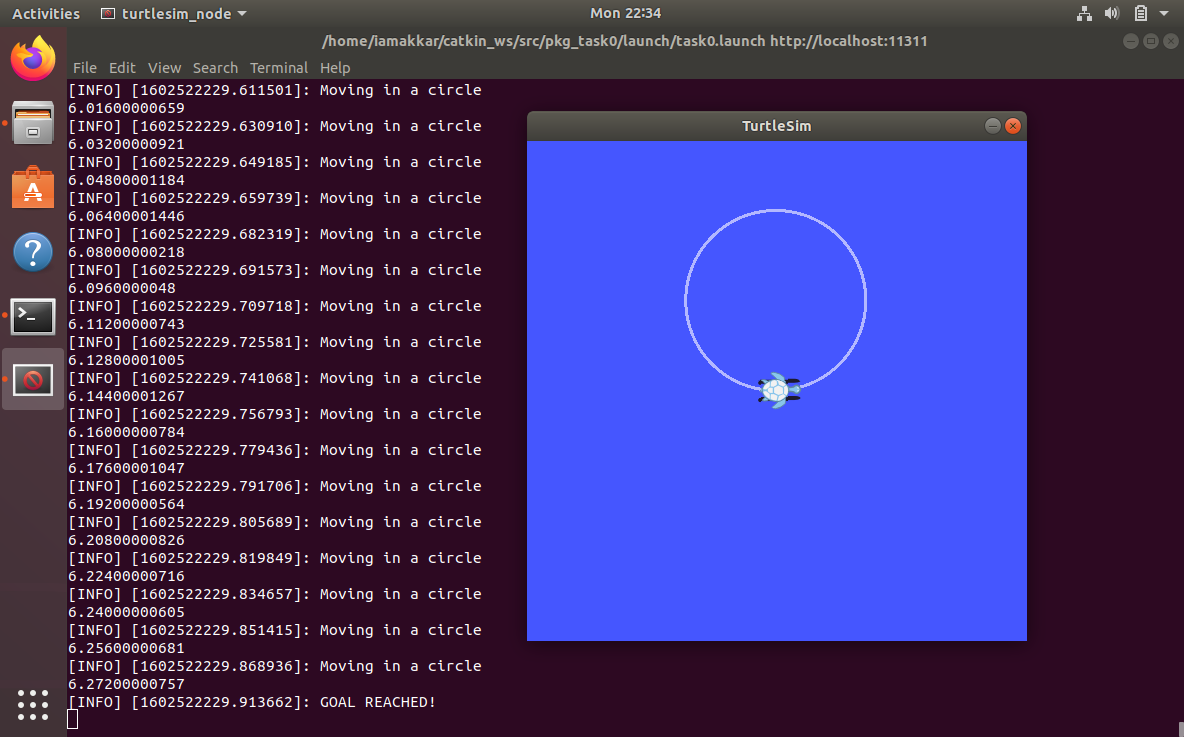 Activities turtlesim_node Mon 22:34
/home/iamakkar/catkin_ws/src/pkg_task0/launch/task0.launch http://localhost:11311
File Edit View Search Terminal Help
[INFO] [1602522229.611501]: Moving in a circle
6.01600000659
[INFO] [1602522229.630910]: Moving in a circle
6.03200000921
[INFO] [1602522229.649185]: Moving in a circle
6.04800001184
[INFO] [1602522229.659739]: Moving in a circle
6.06400001446
[INFO] [1602522229.682319]: Moving in a circle
6.08000000218
[INFO] [1602522229.691573]: Moving in a circle
6.0960000048
[INFO] [1602522229.709718]: Moving in a circle
6.11200000743
[INFO] [1602522229.725581]: Moving in a circle
6.12800001005
[INFO] [1602522229.741068]: Moving in a circle
6.14400001267
[INFO] [1602522229.756793]: Moving in a circle
6.16000000784
[INFO] [1602522229.779436]: Moving in a circle
6.17600001047
[INFO] [1602522229.791706]: Moving in a circle
6.19200000564
[INFO] [1602522229.805689]: Moving in a circle
6.20800000826
[INFO] [1602522229.819849]: Moving in a circle
6.22400000716
[INFO] [1602522229.834657]: Moving in a circle
6.24000000605
[INFO] [1602522229.851415]: Moving in a circle
6.25600000681
[INFO] [1602522229.868936]: Moving in a circle
6.27200000757
[INFO] [1602522229.913662]: GOAL REACHED!
TurtleSim